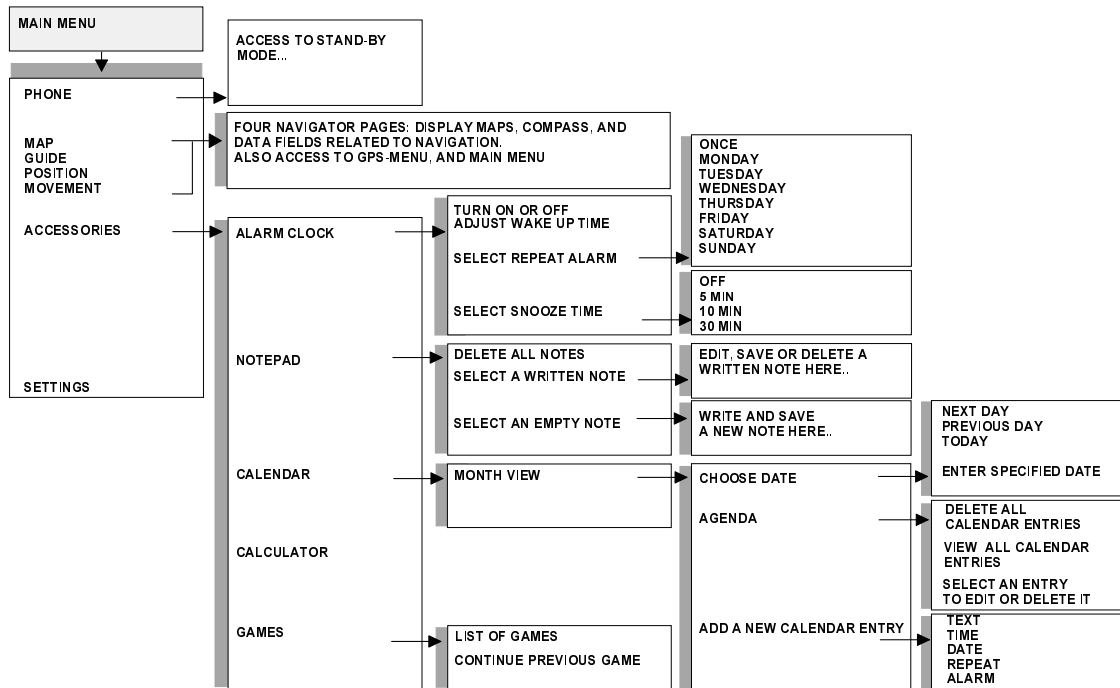 MAIN MENU
ACCESS TO STAND-BY
MODE...
PHONE
FOUR NAVIGATOR PAGES: DISPLAY MAPS, COMPASS, AND
DATA FIELDS RELATED TO NAVIGATION.
ALSO ACCESS TO GPS-MENU, AND MAIN MENU
MAP
GUIDE
POSITION
MOVEMENT
ACCESSORIES
SETTINGS
ALARM CLOCK
TURN ON OR OFF
ADJUST WAKE UP TIME
SELECT REPEAT ALARM
SELECT SNOOZE TIME
ONCE
MONDAY
TUESDAY
WEDNESDAY
THURSDAY
FRIDAY
SATURDAY
SUNDAY
OFF
5 MIN
10 MIN
30 MIN
NOTEPAD
DELETE ALL NOTES
SELECT A WRITTEN NOTE
SELECT AN EMPTY NOTE
EDIT, SAVE OR DELETE A
WRITTEN NOTE HERE..
WRITE AND SAVE
A NEW NOTE HERE..
CALENDAR
MONTH VIEW
CHOOSE DATE
AGENDA
ADD A NEW CALENDAR ENTRY
NEXT DAY
PREVIOUS DAY
TODAY
ENTER SPECIFIED DATE
DELETE ALL
CALENDAR ENTRIES
VIEW ALL CALENDAR
ENTRIES
SELECT AN ENTRY
TO EDIT OR DELETE IT
TEXT
TIME
DATE
REPEAT
ALARM
CALCULATOR
GAMES
LIST OF GAMES
CONTINUE PREVIOUS GAME